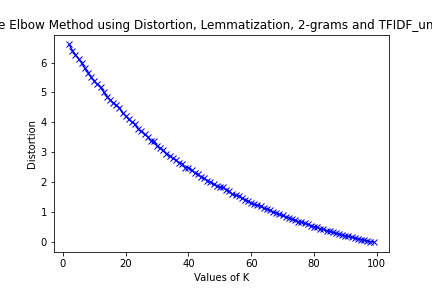 e Elbow Method using Distortion, Lemmatization, 2-grams and TFIDF_un
Distortion
6
5
4
3
2
1
0
0 20 40 60 80 100
Values of K